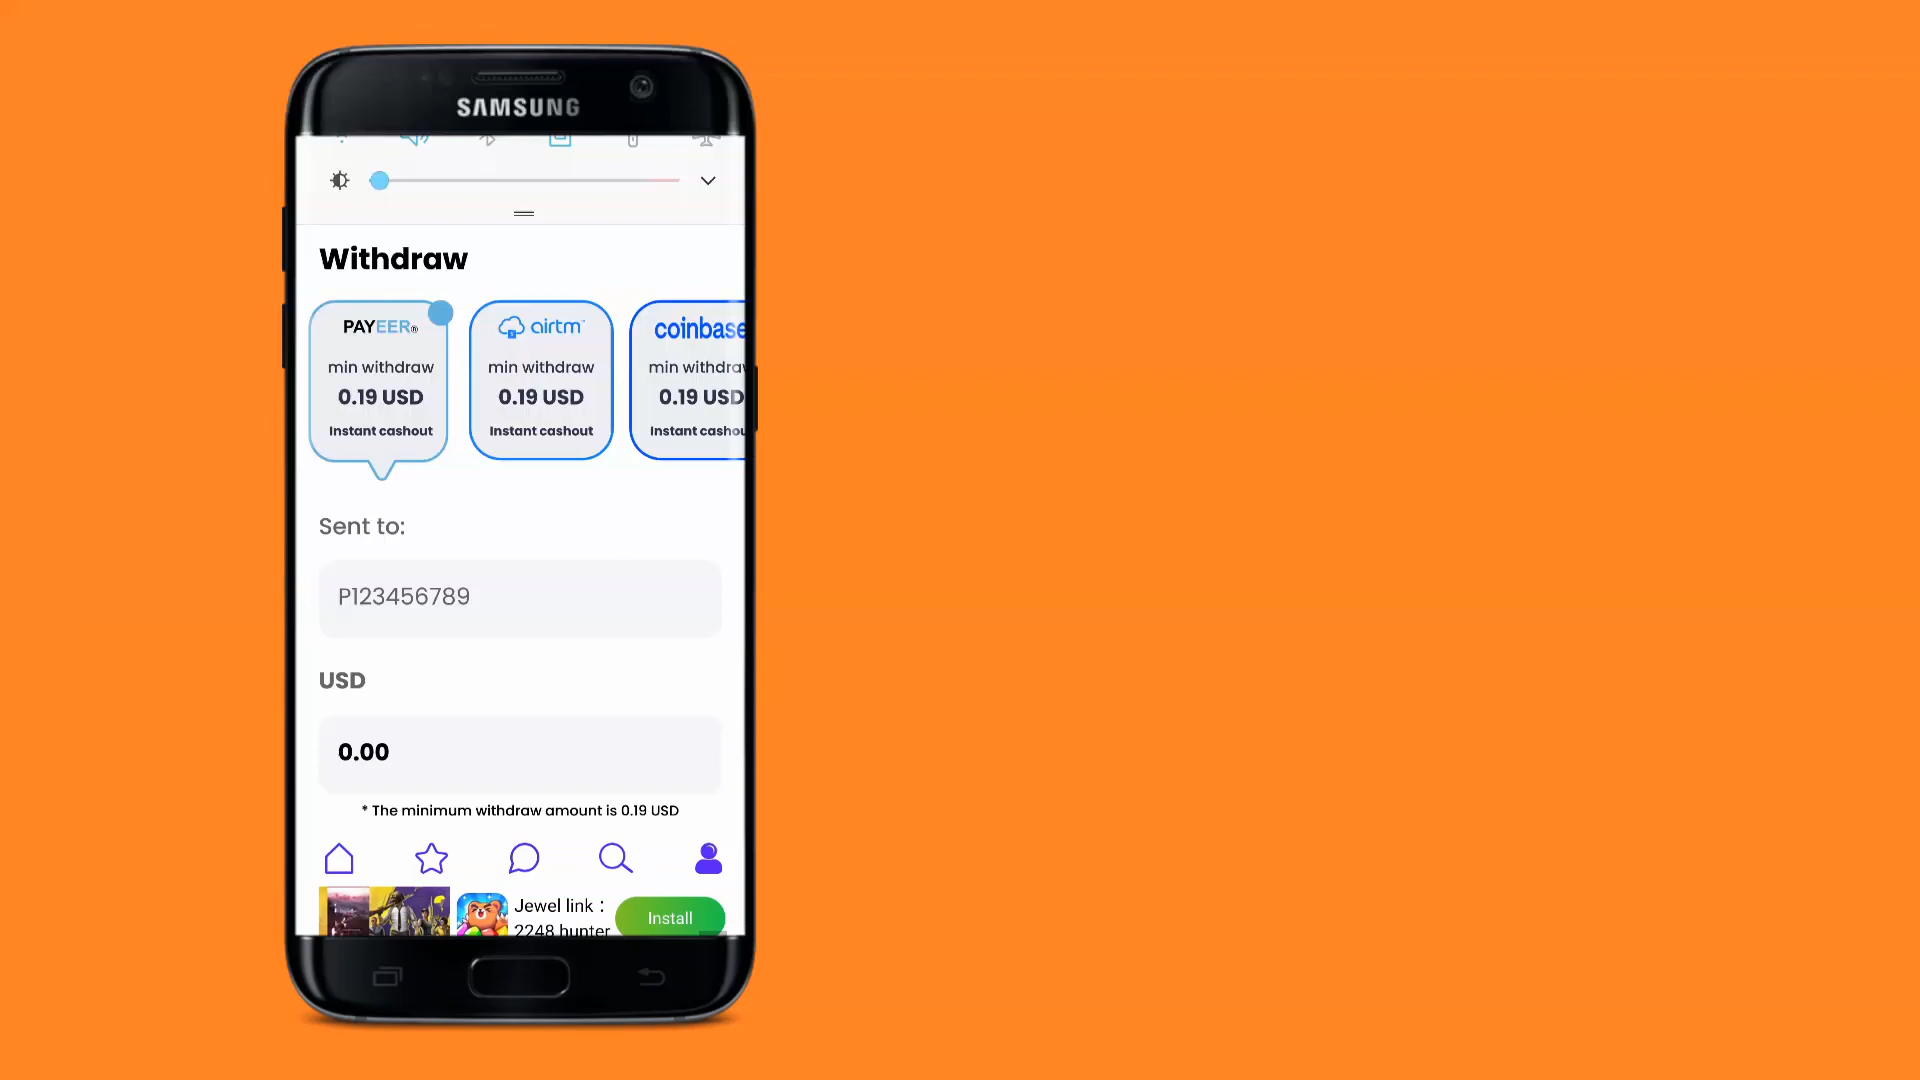 SAMSUNG
Withdraw
PAYEER®
min withdraw
0.19 USD
Instant cashout
airtm™
min withdraw
0.19 USD
Instant cashout
coinbase
min withdraw
0.19 USD
Instant cashou
Sent to:
P123456789
USD
0.00
* The minimum withdraw amount is 0.19 USD
Jewel link :
2248 hunter
Install